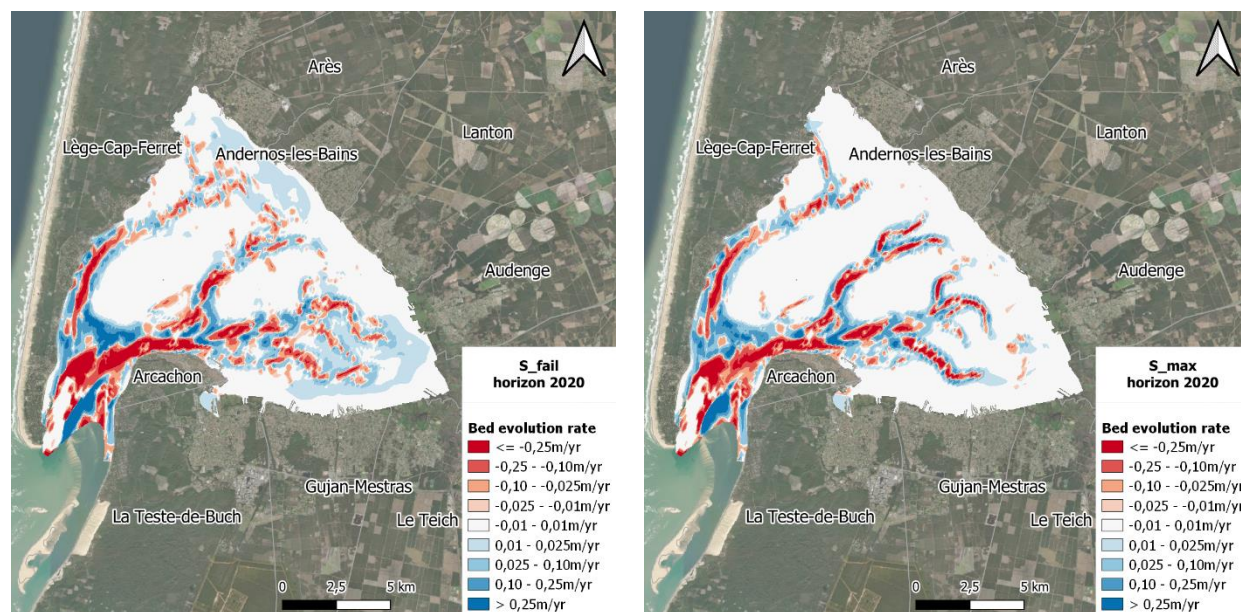 Arès
Lanton
Lège-Cap-Ferret
Andernos-les-Bains
Audenge
Arcachon
Gujan-Mestras
La Teste-de-Buch
Le Teich
0 2,5 5 km
S_fail
horizon 2020
Bed evolution rate
<= -0,25m/yr
-0,25 - -0,10m/yr
-0,10 - -0,025m/yr
-0,025 - -0,01m/yr
-0,01 - 0,01m/yr
0,01 - 0,025m/yr
0,025 - 0,10m/yr
0,10 - 0,25m/yr
> 0,25m/yr
Arès
Lanton
Lège-Cap-Ferret
Andernos-les-Bains
Audenge
Arcachon
Gujan-Mestras
La Teste-de-Buch
Le Teich
0 2,5 5 km
S_max
horizon 2020
Bed evolution rate
<= -0,25m/yr
-0,25 - -0,10m/yr
-0,10 - -0,025m/yr
-0,025 - -0,01m/yr
-0,01 - 0,01m/yr
0,01 - 0,025m/yr
0,025 - 0,10m/yr
0,10 - 0,25m/yr
> 0,25m/yr